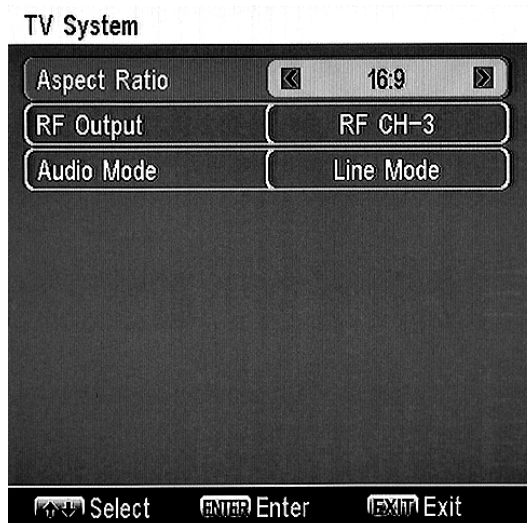 TV System
Aspect Ratio 16:9
RF Output RF CH-3
Audio Mode Line Mode
Select ENTER Enter EXIT Exit